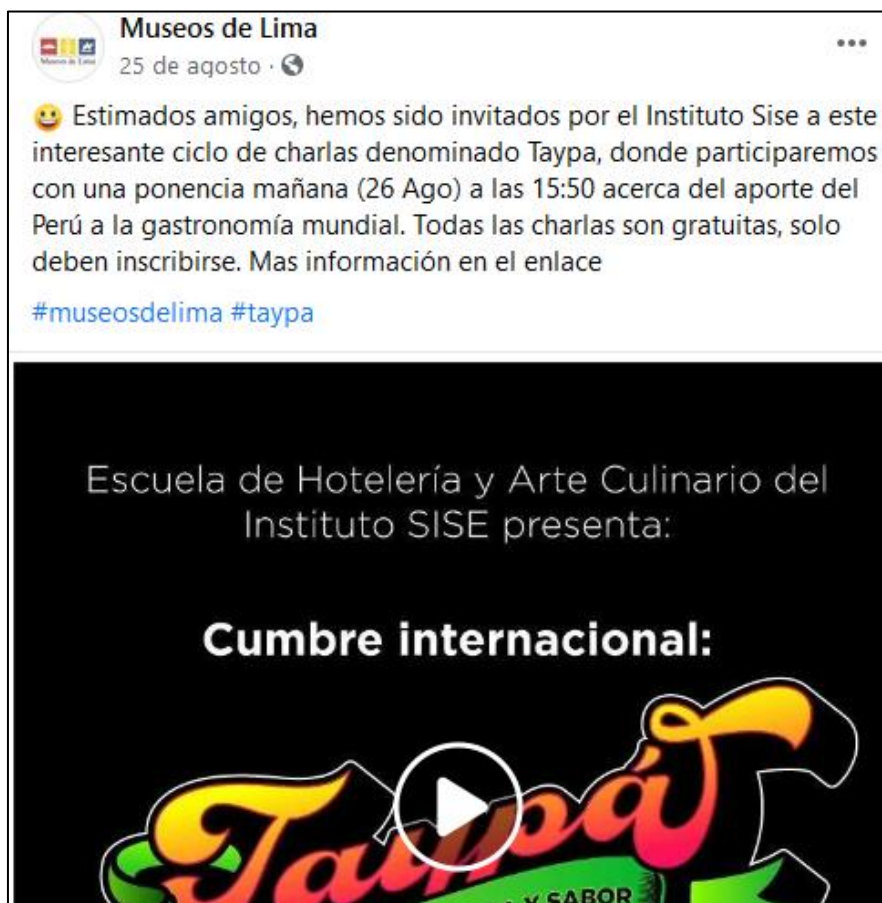 Museos de Lima
25 de agosto ·
Museos de Lima
Estimados amigos, hemos sido invitados por el Instituto Sise a este
interesante ciclo de charlas denominado Taypa, donde participaremos
con una ponencia mañana (26 Ago) a las 15:50 acerca del aporte del
Perú a la gastronomía mundial. Todas las charlas son gratuitas, solo
deben inscribirse. Mas información en el enlace
#museosdelima #taypa
Escuela de Hotelería y Arte Culinario del
Instituto SISE presenta:
Cumbre internacional:
Taypá
Y SABOR